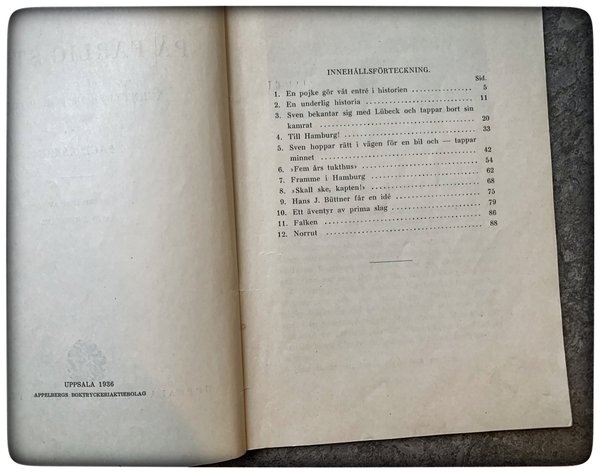 UPPSALA 1936
APPELBERGS BOKTRYCKERIAKTIEBOLAG
INNEHÅLLSFÖRTECKNING.
Sid.
1. En pojke gör våt entré i historien 5
2. En underlig historia 11
3. Sven bekantar sig med Lübeck och tappar bort sin
kamrat 20
4. Till Hamburg! 33
5. Sven hoppar rätt i vägen för en bil och — tappar
minnet 42
6. ›Fem års tukthus› 54
7. Framme i Hamburg 62
8. ›Skall ske, kapten!› 68
9. Hans J. Büttner får en idé 75
10. Ett äventyr av prima slag 79
11. Falken 86
12. Norrut 88